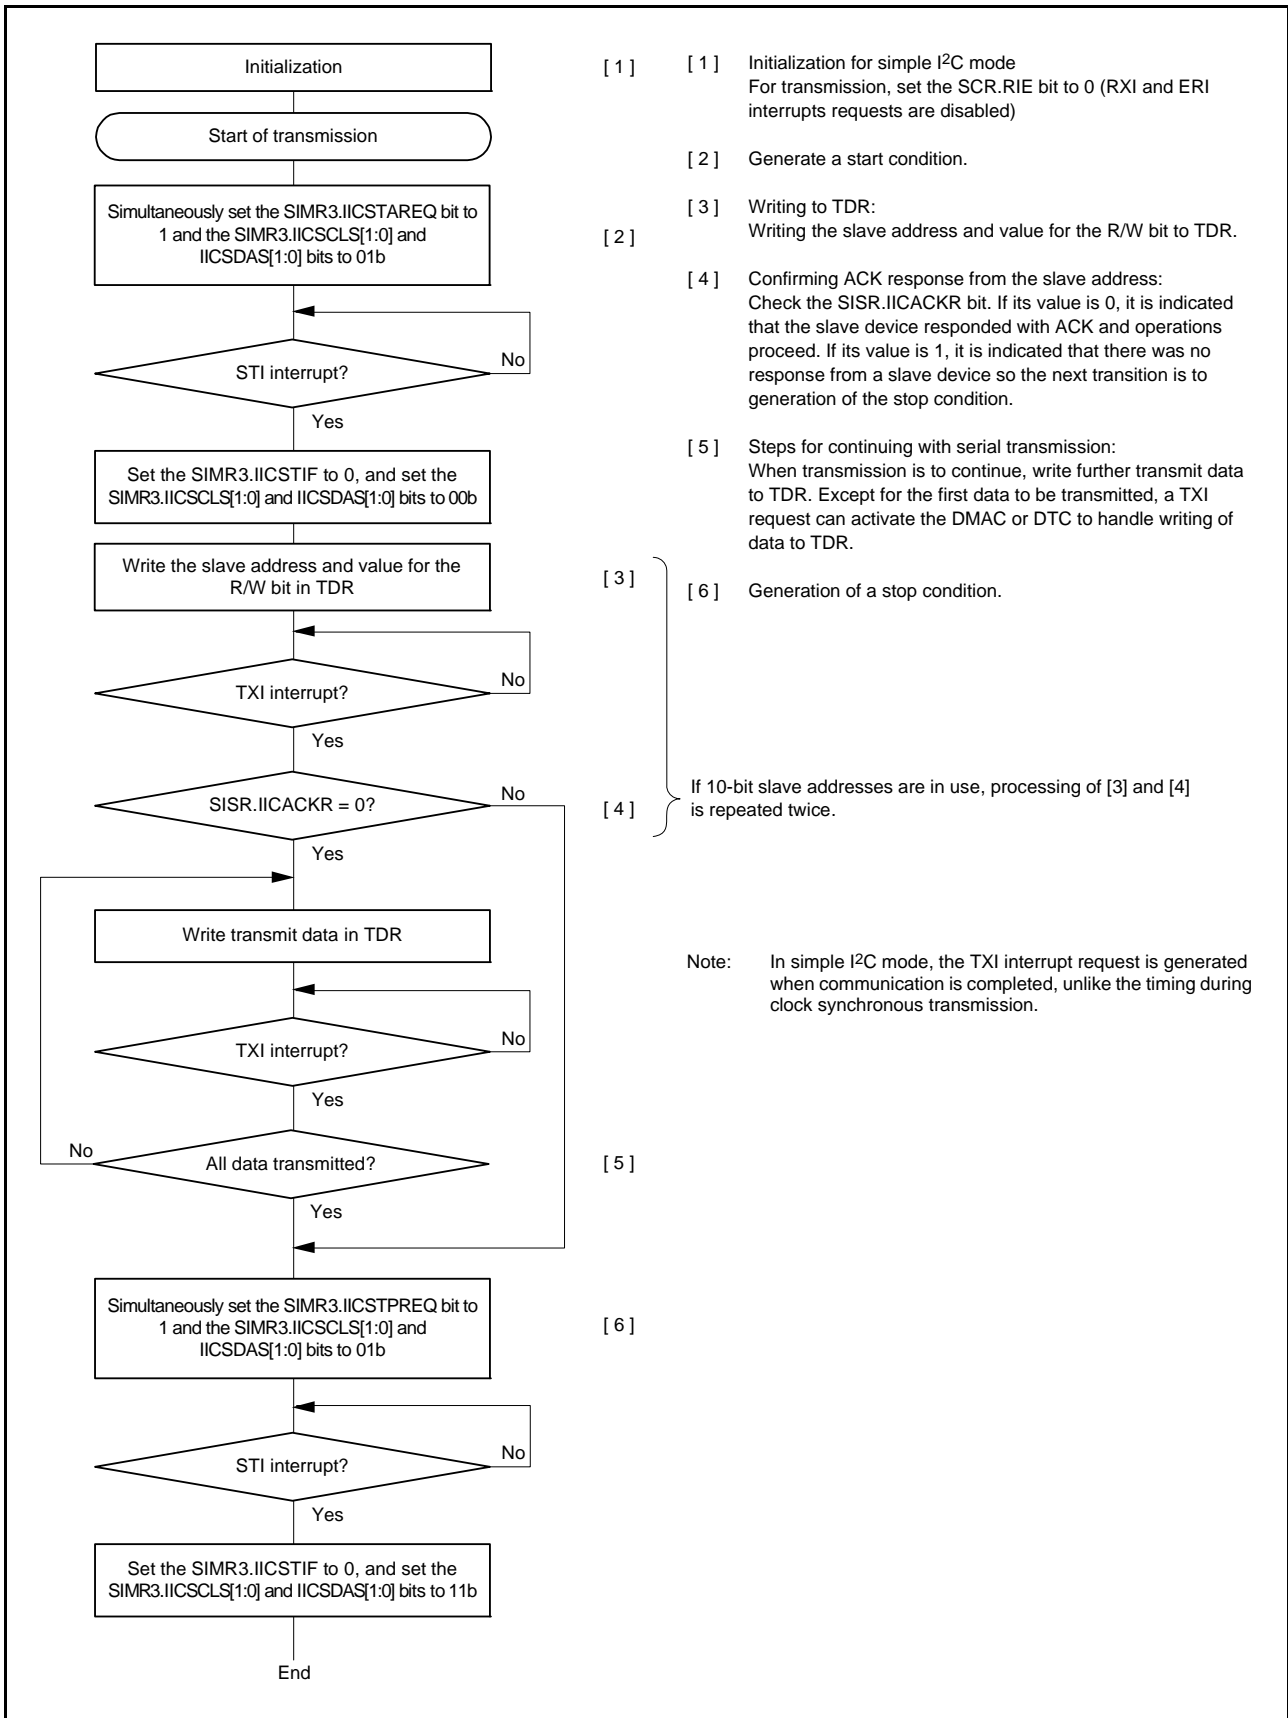 Initialization
[ 1 ]
Start of transmission
Simultaneously set the SIMR3.IICSTAREQ bit to
1 and the SIMR3.IICSCLS[1:0] and
IICSDAS[1:0] bits to 01b
[ 2 ]
STI interrupt?
No
Yes
Set the SIMR3.IICSTIF to 0, and set the
SIMR3.IICSCLS[1:0] and IICSDAS[1:0] bits to 00b
Write the slave address and value for the
R/W bit in TDR
[ 3 ]
TXI interrupt?
No
Yes
SISR.IICACKR = 0?
No
[ 4 ]
Yes
If 10-bit slave addresses are in use, processing of [3] and [4]
is repeated twice.
Write transmit data in TDR
TXI interrupt?
No
Yes
No
All data transmitted?
[ 5 ]
Yes
Simultaneously set the SIMR3.IICSTPREQ bit to
1 and the SIMR3.IICSCLS[1:0] and
IICSDAS[1:0] bits to 01b
[ 6 ]
STI interrupt?
No
Yes
Set the SIMR3.IICSTIF to 0, and set the
SIMR3.IICSCLS[1:0] and IICSDAS[1:0] bits to 11b
End
[ 1 ] Initialization for simple I2C mode
For transmission, set the SCR.RIE bit to 0 (RXI and ERI
interrupts requests are disabled)
[ 2 ] Generate a start condition.
[ 3 ] Writing to TDR:
Writing the slave address and value for the R/W bit to TDR.
[ 4 ] Confirming ACK response from the slave address:
Check the SISR.IICACKR bit. If its value is 0, it is indicated
that the slave device responded with ACK and operations
proceed. If its value is 1, it is indicated that there was no
response from a slave device so the next transition is to
generation of the stop condition.
[ 5 ] Steps for continuing with serial transmission:
When transmission is to continue, write further transmit data
to TDR. Except for the first data to be transmitted, a TXI
request can activate the DMAC or DTC to handle writing of
data to TDR.
[ 6 ] Generation of a stop condition.
Note: In simple I2C mode, the TXI interrupt request is generated
when communication is completed, unlike the timing during
clock synchronous transmission.